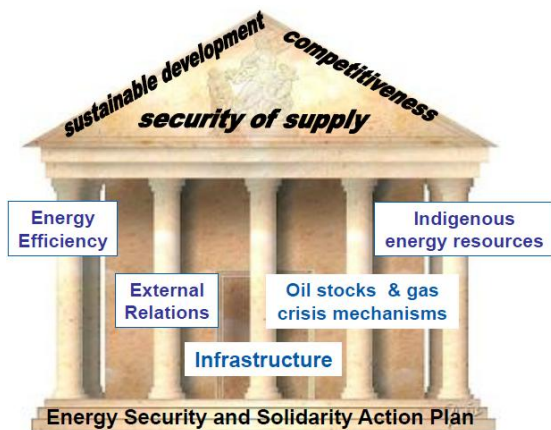 sustainable development
competitiveness
security of supply
Energy
Efficiency
Indigenous
energy resources
External
Relations
Oil stocks & gas
crisis mechanisms
Infrastructure
Energy Security and Solidarity Action Plan